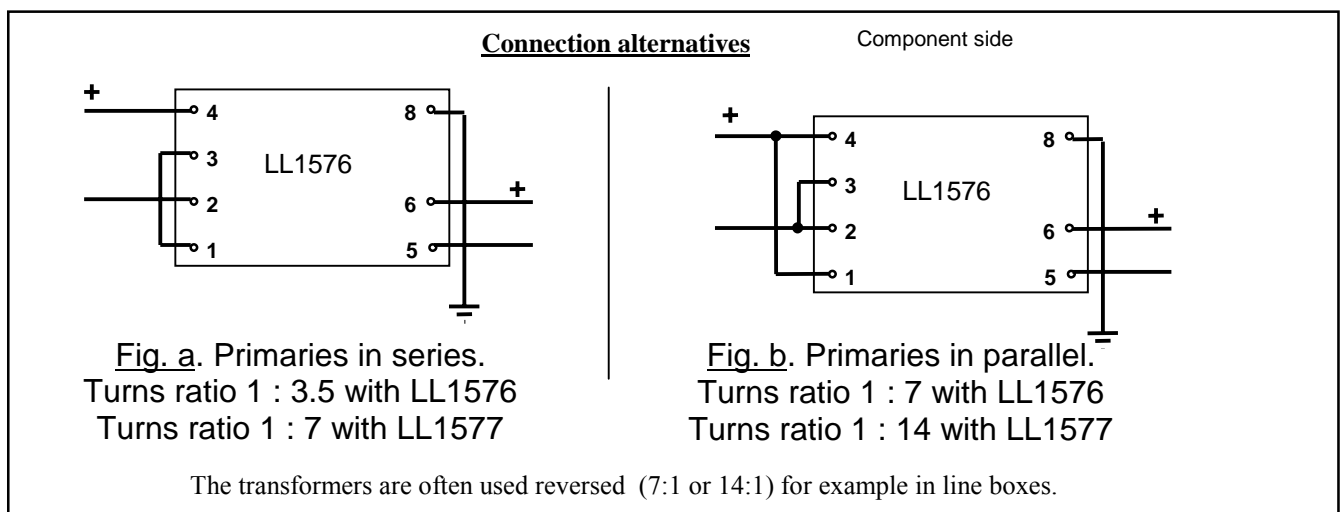 Connection alternatives
Component side
+
4
3
2
1
LL1576
8
6
5
+
Fig. a. Primaries in series.
Turns ratio 1 : 3.5 with LL1576
Turns ratio 1 : 7 with LL1577
+
4
3
2
1
LL1576
8
6
5
+
Fig. b. Primaries in parallel.
Turns ratio 1 : 7 with LL1576
Turns ratio 1 : 14 with LL1577
The transformers are often used reversed (7:1 or 14:1) for example in line boxes.